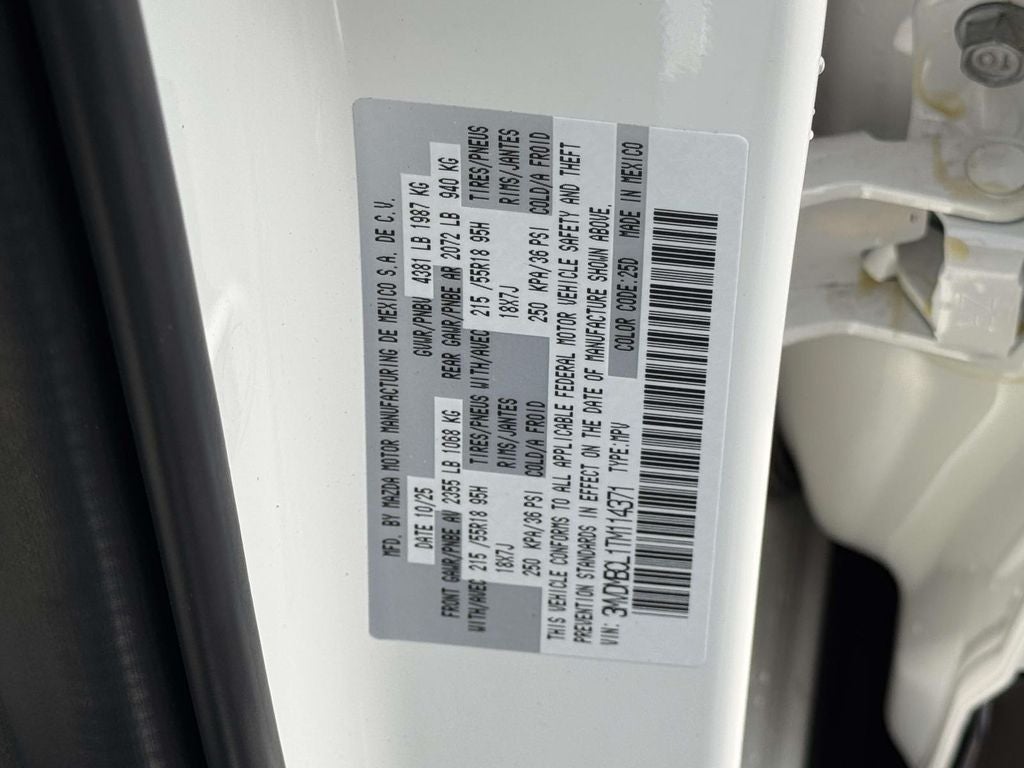 MFD. BY MAZDA MOTOR MANUFACTURING DE MEXICO S.A. DE C.V.
DATE 10/25 GVWR/PNBV 4381 LB 1987 KG
FRONT GAWR/PNBE AV 2355 LB 1068 KG REAR GAWR/PNBE AR 2072 LB 940 KG
WITH/AVEC 215 /55R18 95H TIRES/PNEUS WITH/AVEC 215 /55R18 95H TIRES/PNEUS
18X7J RIMS/JANTES 18X7J RIMS/JANTES
250 KPA/36 PSI COLD/A FROID 250 KPA/36 PSI COLD/A FROID
THIS VEHICLE CONFORMS TO ALL APPLICABLE FEDERAL MOTOR VEHICLE SAFETY AND THEFT
PREVENTION STANDARDS IN EFFECT ON THE DATE OF MANUFACTURE SHOWN ABOVE.
VIN: 3MVDMBCL1TM114371 TYPE:MPV COLOR CODE:25D MADE IN MEXICO
10